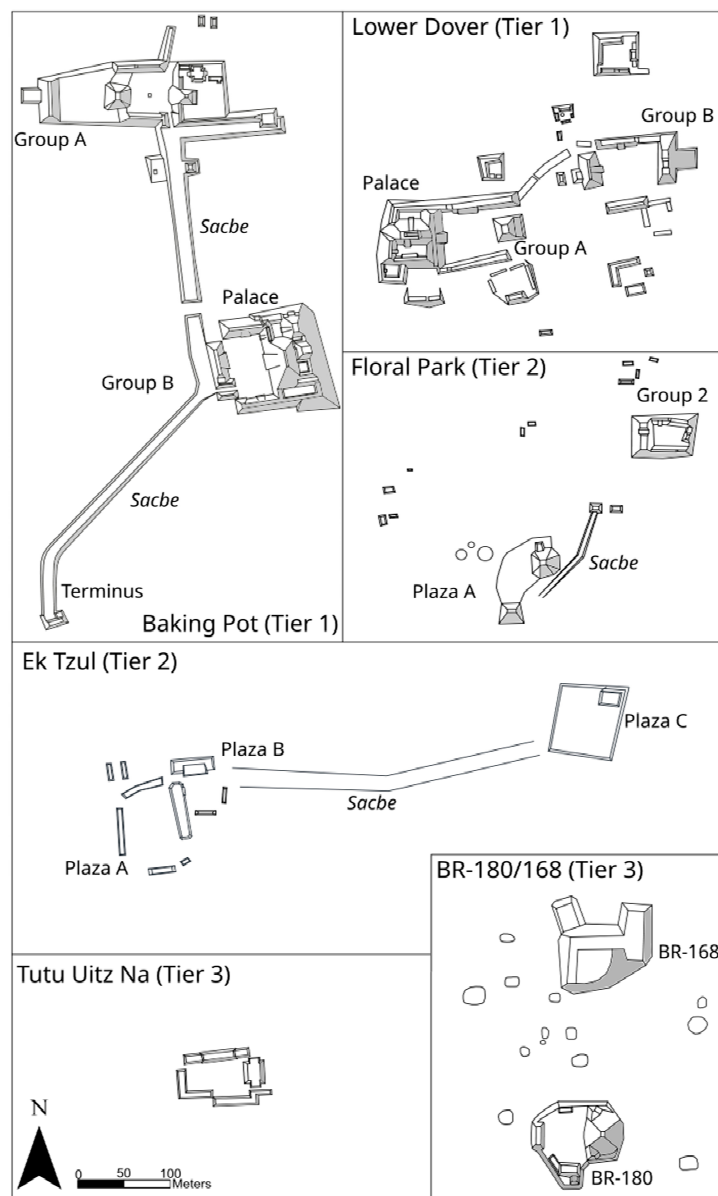 Lower Dover (Tier 1)
Group B
Group A
Palace
Sacbe
Group A
Palace
Floral Park (Tier 2)
Group B
Group 2
Sacbe
Sacbe
Plaza A
Terminus
Baking Pot (Tier 1)
Ek Tzul (Tier 2)
Plaza C
Plaza B
Sacbe
Plaza A
BR-180/168 (Tier 3)
BR-168
Tutu Uitz Na (Tier 3)
N
0 50 100
Meters
BR-180